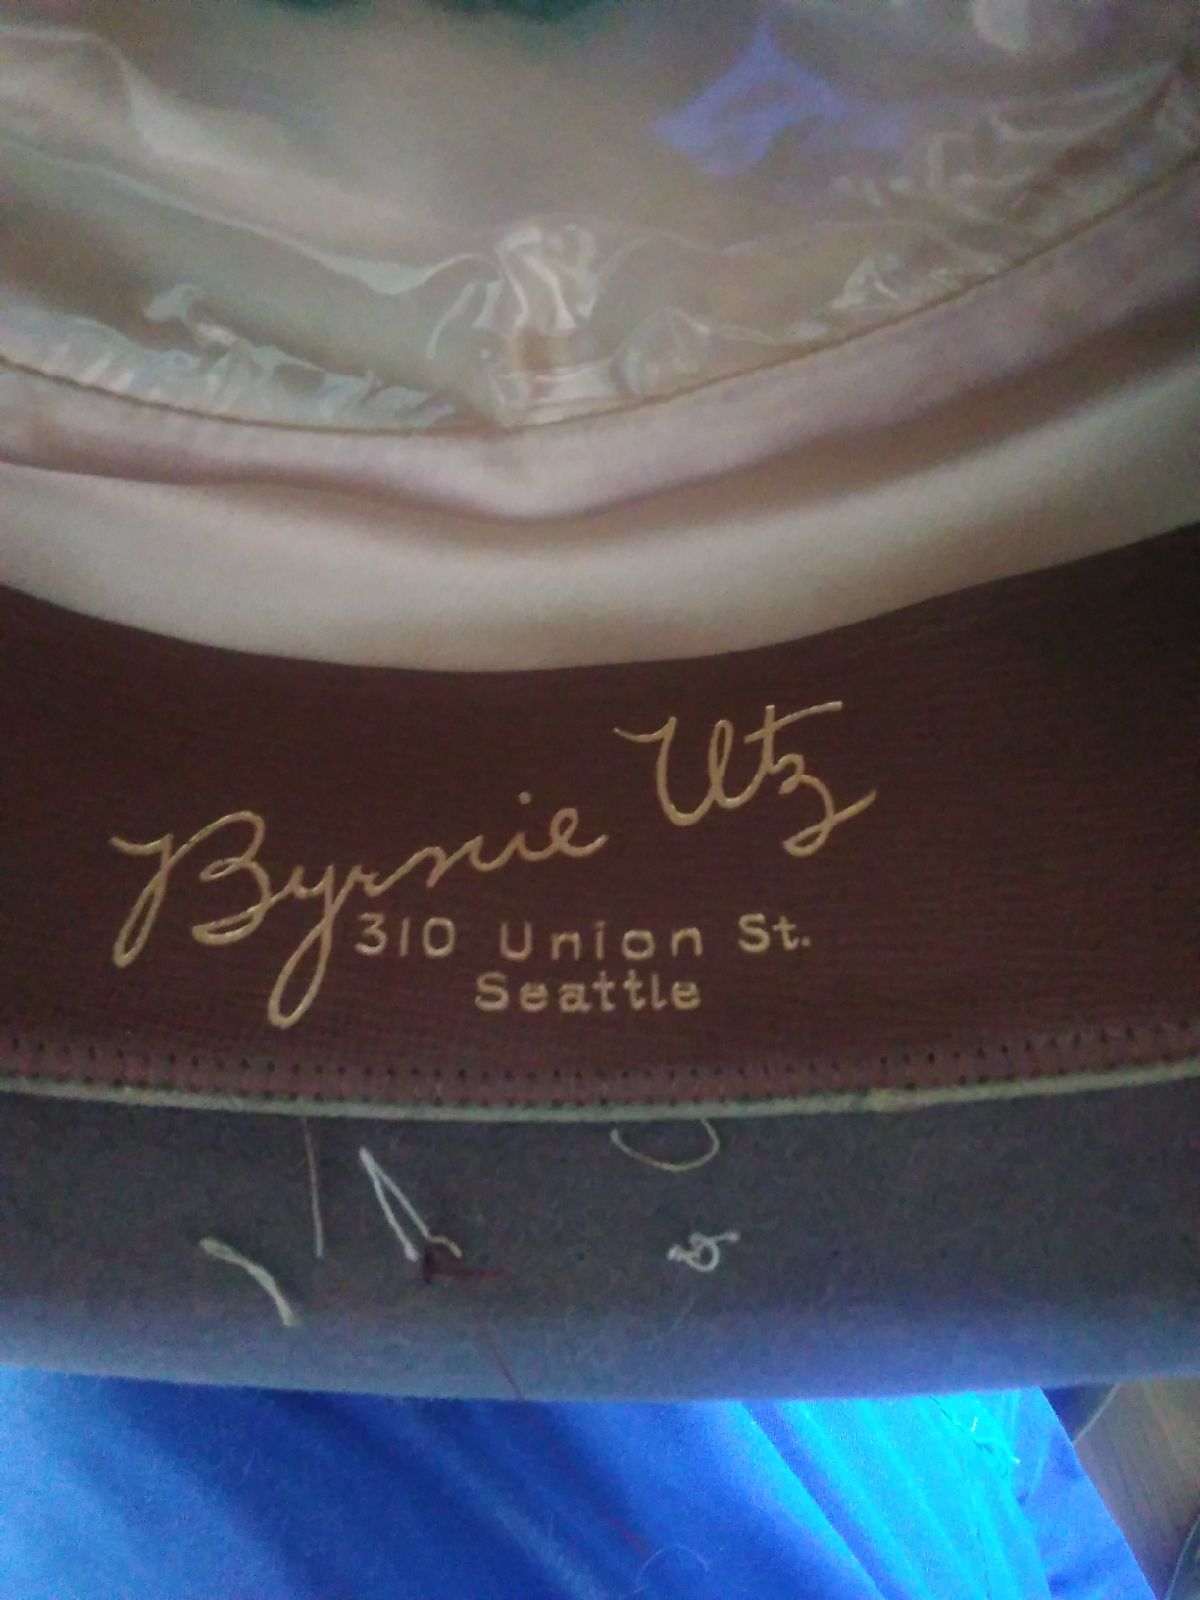 Byrnie Utz
310 Union St.
Seattle